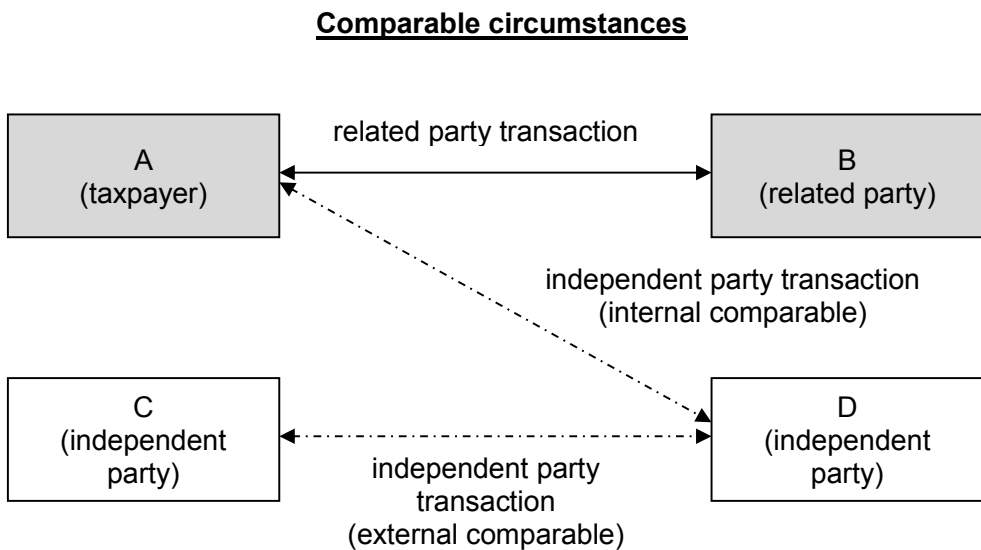 Comparable circumstances
related party transaction
A
(taxpayer)
B
(related party)
independent party transaction
(internal comparable)
C
(independent
party)
D
(independent
party)
independent party
transaction
(external comparable)